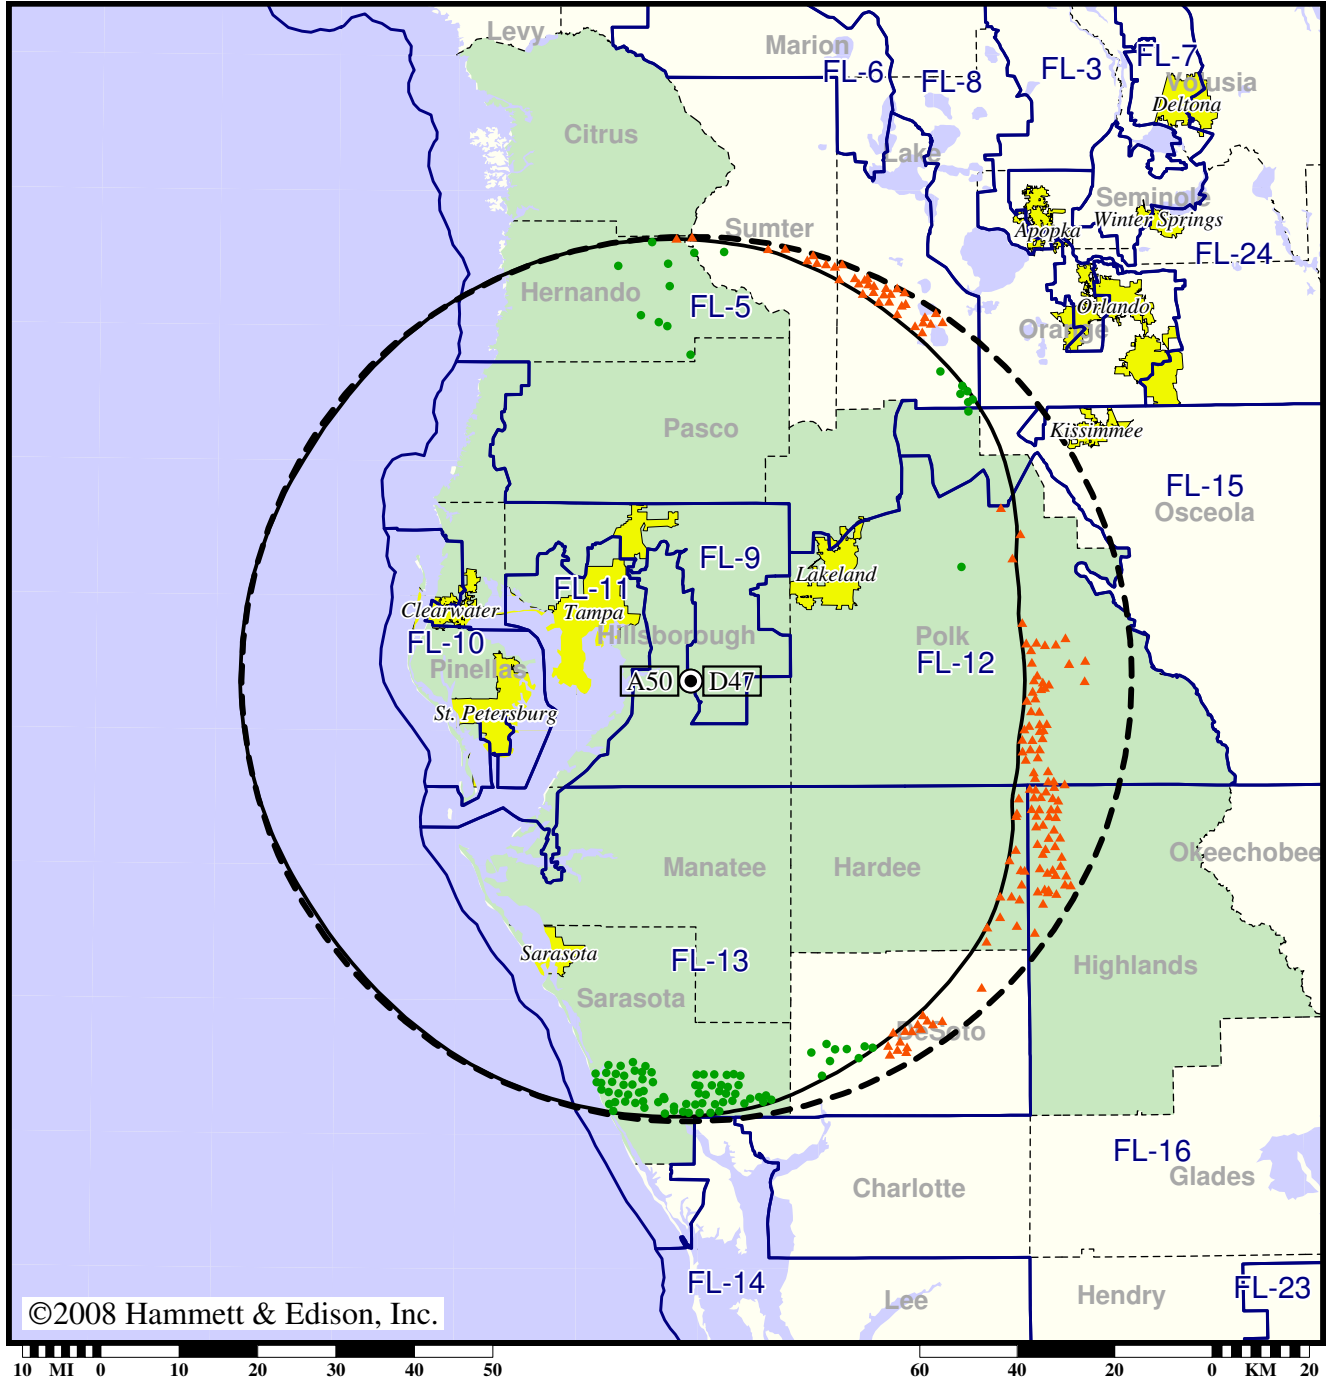 Levy
Marion
FL-6
FL-8
FL-3
FL-7
Volusia
Deltona
Citrus
Lake
Seminole
Sumter
Apopka
Winter Springs
FL-24
Hernando
FL-5
Orlando
Orange
Pasco
Kissimmee
FL-15
Osceola
FL-9
FL-11
Lakeland
Clearwater
Tampa
FL-10
Hillsborough
Polk
Pinellas
FL-12
A50
D47
St. Petersburg
Manatee
Hardee
Okeechobee
Sarasota
FL-13
Highlands
Sarasota
DeSoto
FL-16
Charlotte
Glades
FL-14
Lee
Hendry
FL-23
©2008 Hammett & Edison, Inc.
10 MI 0 10 20 30 40 50
60 40 20 0 KM 20